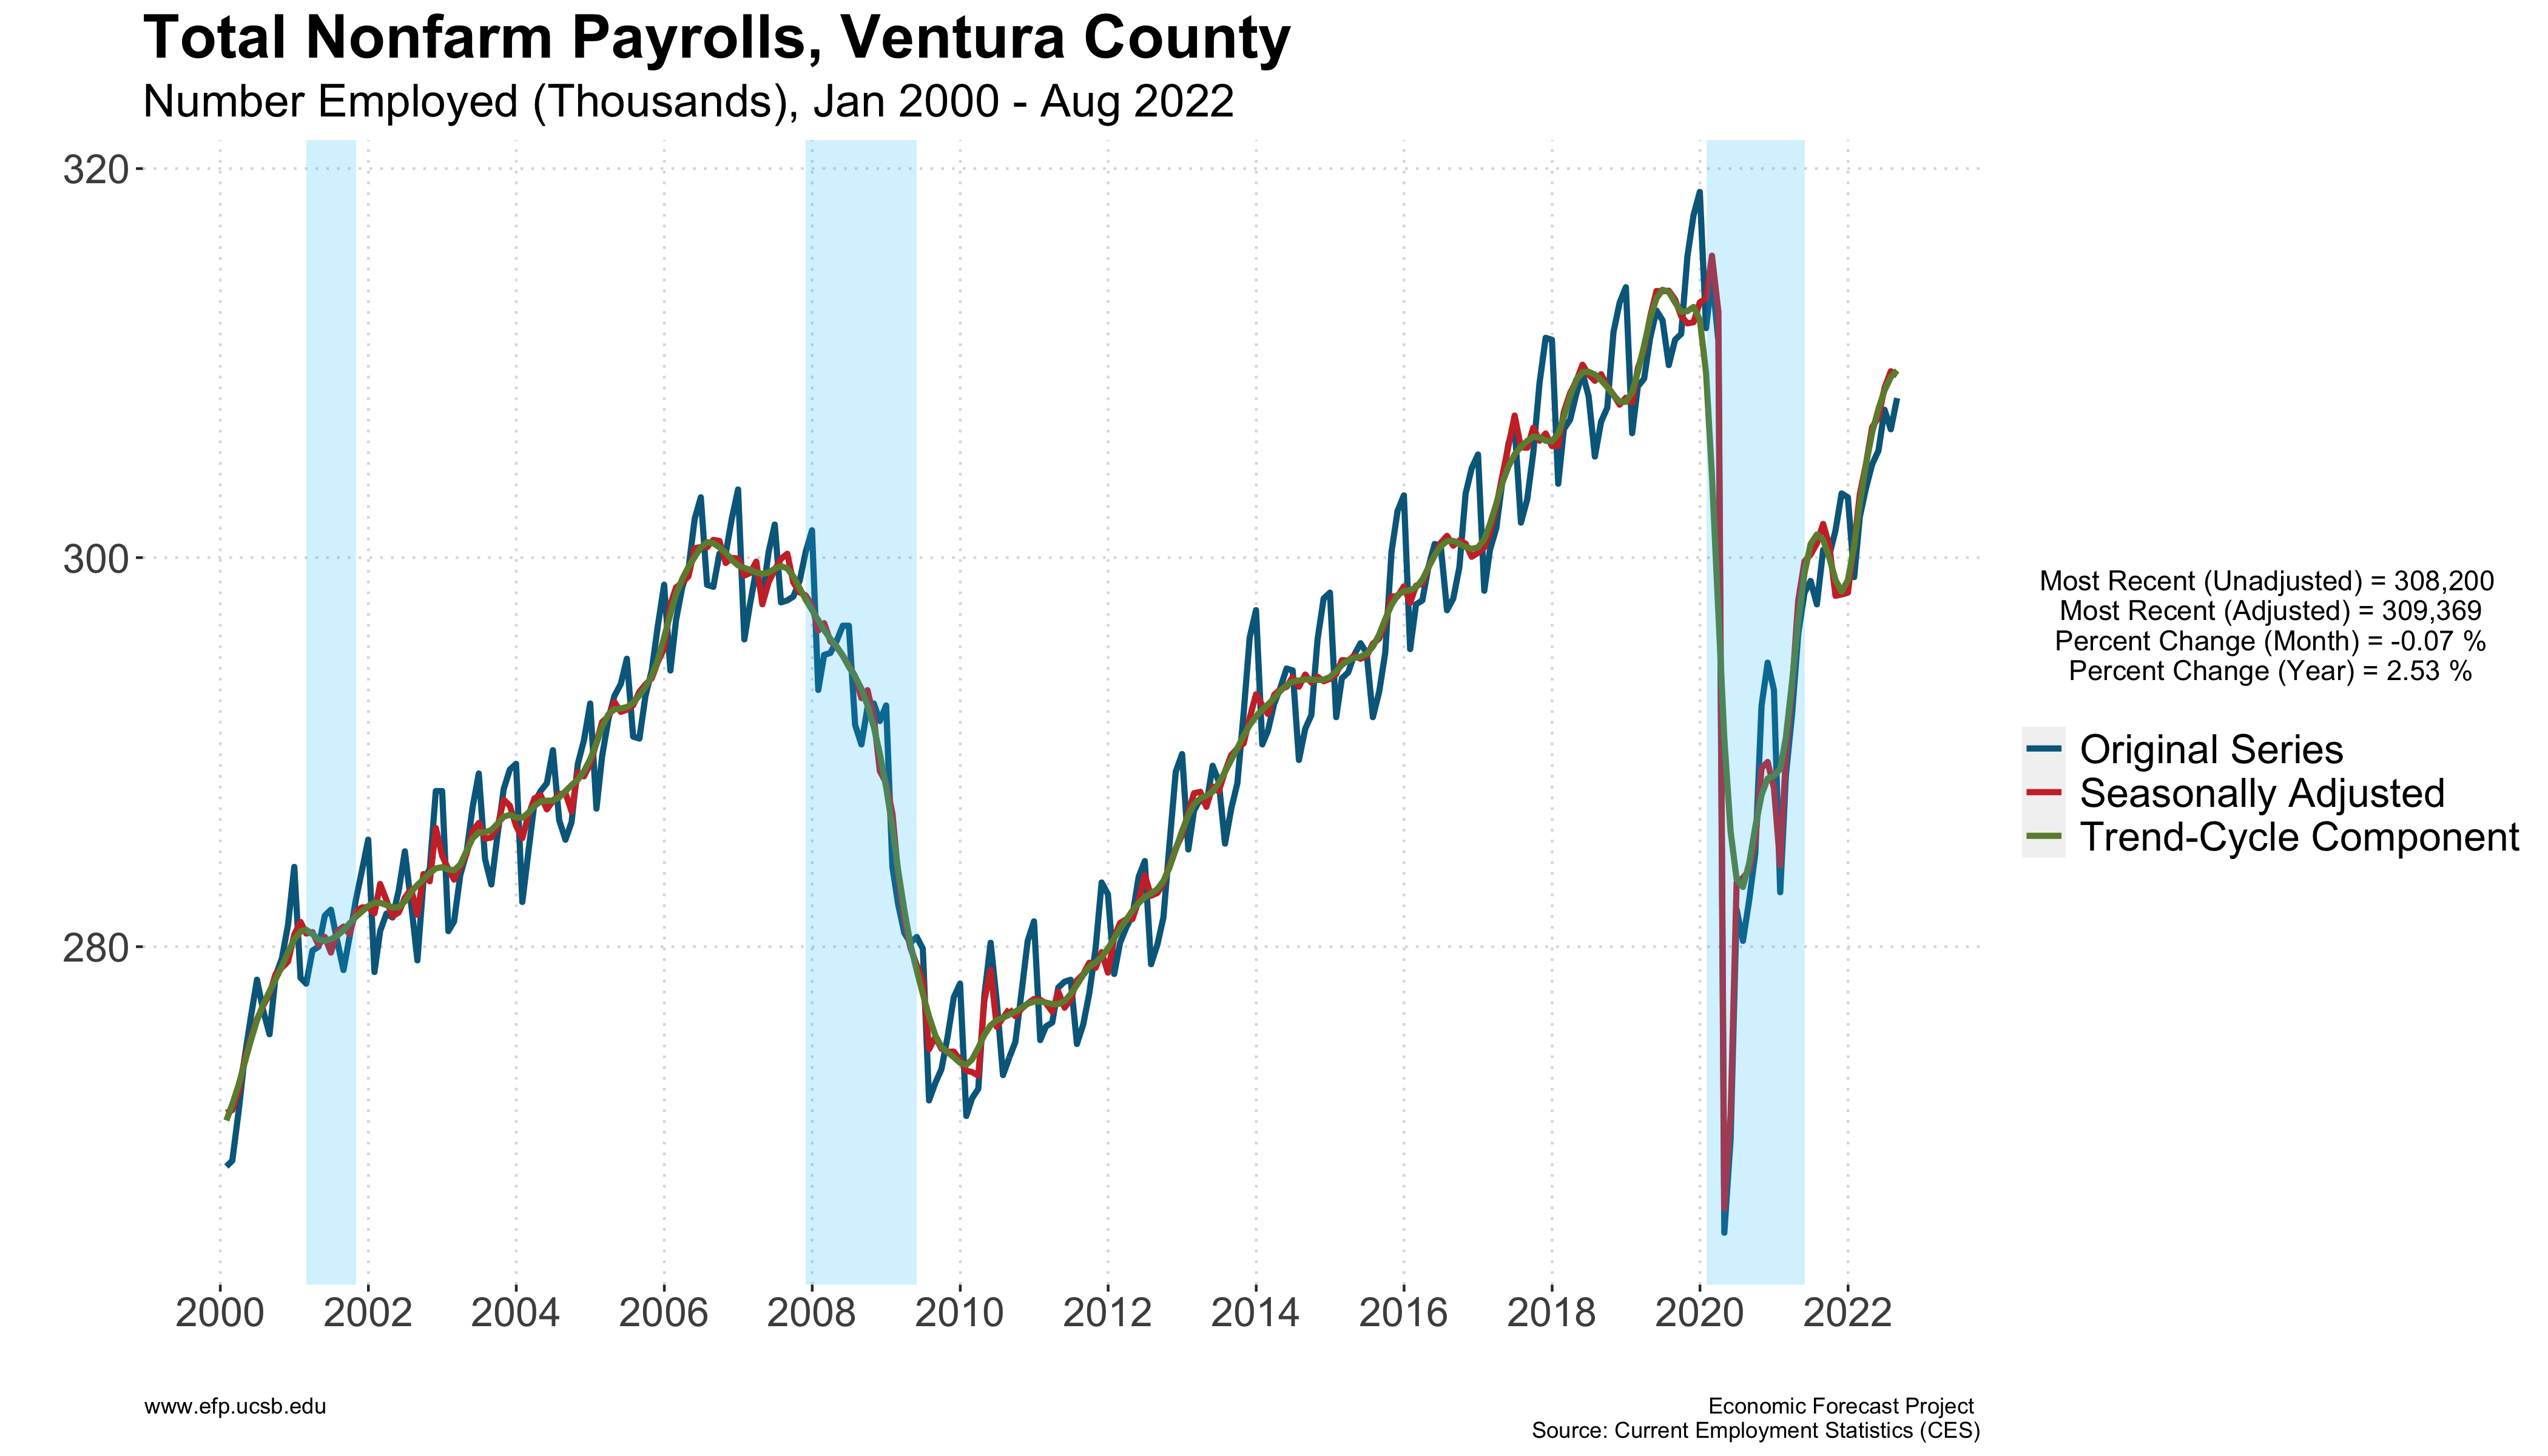 Total Nonfarm Payrolls, Ventura County
Number Employed (Thousands), Jan 2000 - Aug 2022
320
300
280
2000 2002 2004 2006 2008 2010 2012 2014 2016 2018 2020 2022
Most Recent (Unadjusted) = 308,200
Most Recent (Adjusted) = 309,369
Percent Change (Month) = -0.07 %
Percent Change (Year) = 2.53 %
Original Series
Seasonally Adjusted
Trend-Cycle Component
www.efp.ucsb.edu
Economic Forecast Project
Source: Current Employment Statistics (CES)